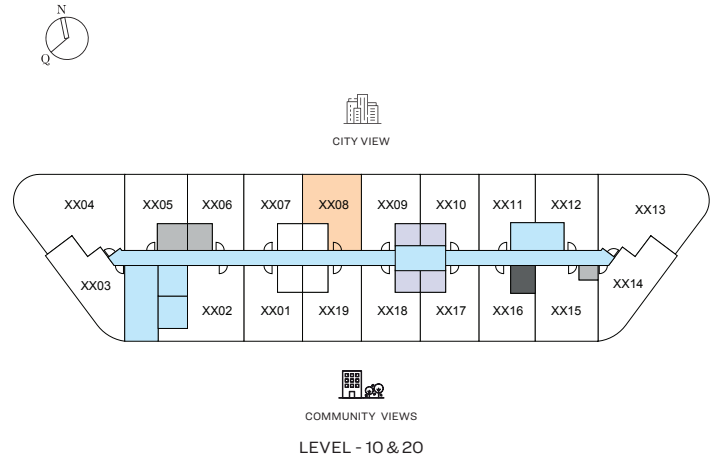 N
Q
CITY VIEW
XX04 XX05 XX06 XX07 XX08 XX09 XX10 XX11 XX12 XX13
XX03 XX14
XX02 XX01 XX19 XX18 XX17 XX16 XX15
COMMUNITY VIEWS
LEVEL - 10 & 20